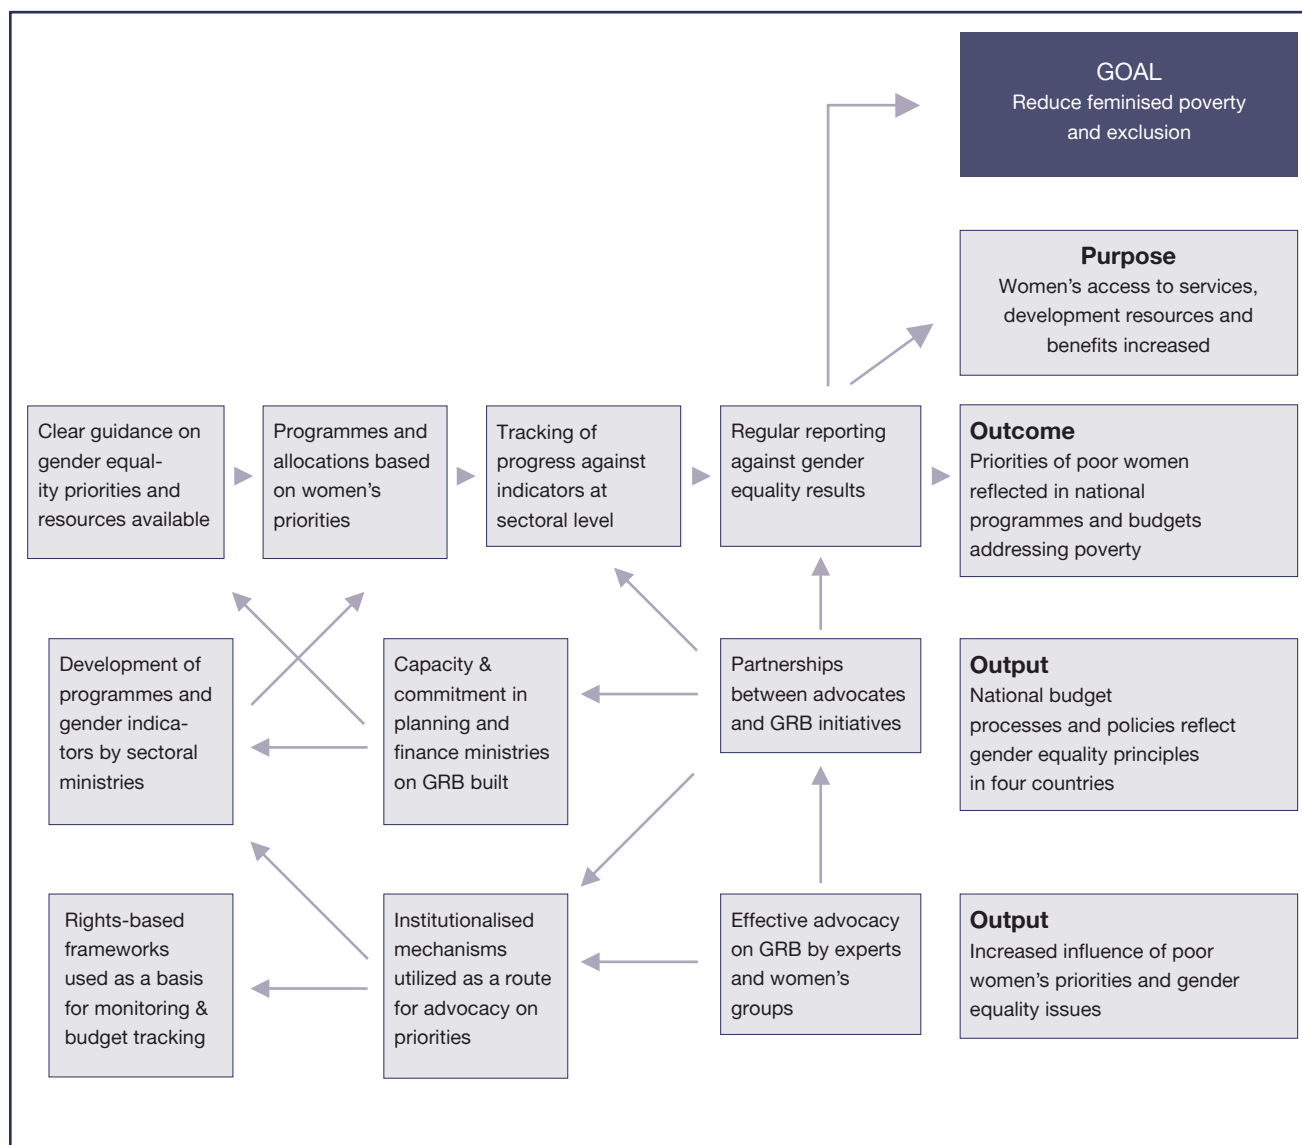 GOAL
Reduce feminised poverty
and exclusion
Purpose
Women’s access to services,
development resources and
benefits increased
Clear guidance on
gender equal-
ity priorities and
resources available
Programmes and
allocations based
on women’s
priorities
Tracking of
progress against
indicators at
sectoral level
Regular reporting
against gender
equality results
Outcome
Priorities of poor women
reflected in national
programmes and budgets
addressing poverty
Development of
programmes and
gender indica-
tors by sectoral
ministries
Capacity &
commitment in
planning and
finance ministries
on GRB built
Partnerships
between advocates
and GRB initiatives
Output
National budget
processes and policies reflect
gender equality principles
in four countries
Rights-based
frameworks
used as a basis
for monitoring &
budget tracking
Institutionalised
mechanisms
utilized as a route
for advocacy on
priorities
Effective advocacy
on GRB by experts
and women’s
groups
Output
Increased influence of poor
women’s priorities and gender
equality issues